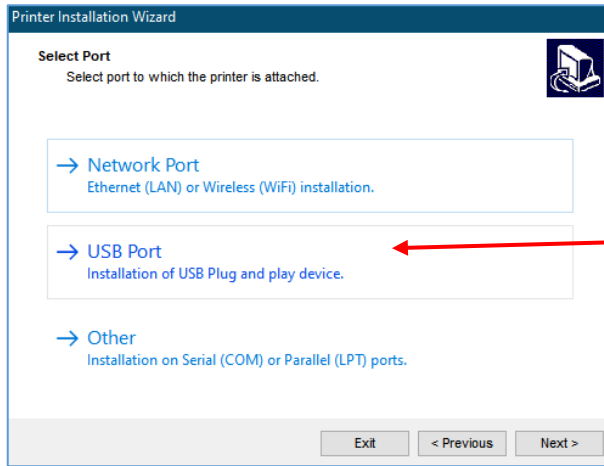 Printer Installation Wizard
Select Port
Select port to which the printer is attached.
→ Network Port
Ethernet (LAN) or Wireless (WiFi) installation.
→ USB Port
Installation of USB Plug and play device.
→ Other
Installation on Serial (COM) or Parallel (LPT) ports.
Exit < Previous Next >